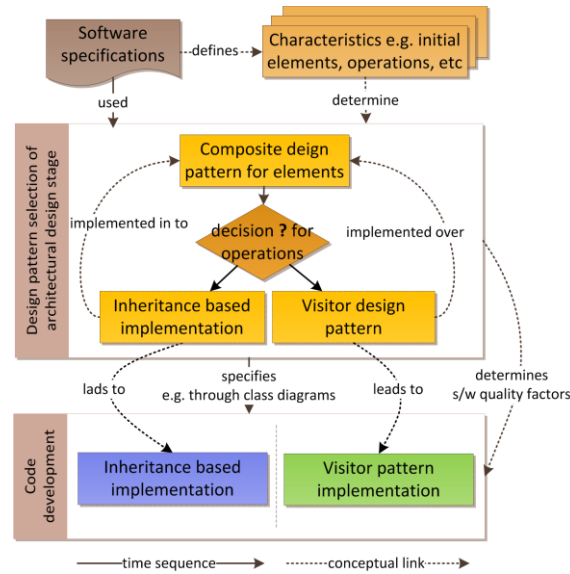 Software
specifications
defines
Characteristics e.g. initial
elements, operations, etc
used
determine
Design pattern selection of
architectural design stage
Composite deign
pattern for elements
implemented in to
decision ? for
operations
implemented over
Inheritance based
implementation
Visitor design
pattern
lads to
specifies
e.g. through class diagrams
leads to
determines
s/w quality factors
Code
development
Inheritance based
implementation
Visitor pattern
implementation
time sequence
conceptual link